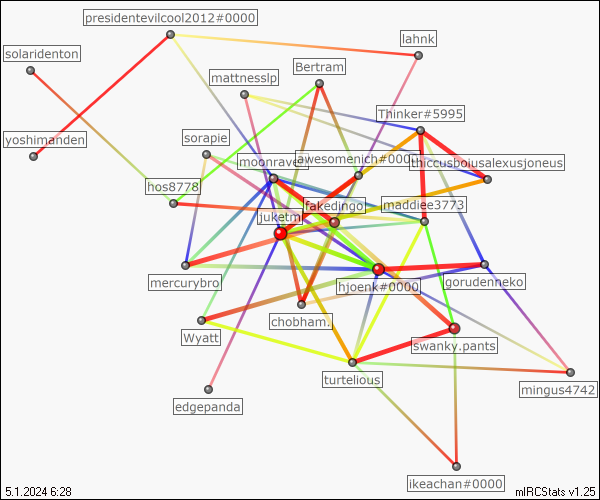 presidentevilcool2012#0000
lahnk
solaridenton
Bertram
mattnesslp
Thinker#5995
yoshimanden
sorapie
moonrave
awesomenich#0000
thiccusboiusalexusjoneus
hos8778
maddiee3773
fakedjngo
juketm
mercurybro
gorudenneko
hjoenk#0000
chobham.
Wyatt
swanky.pants
turtelious
mingus4742
edgepanda
ikeachan#0000
5.1.2024 6:28
mIRCStats v1.25